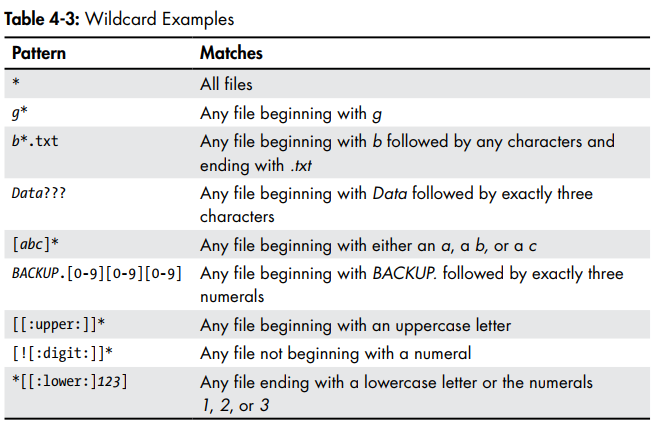 Table 4-3: Wildcard Examples
Pattern Matches
* All files
g* Any file beginning with g
b*.txt Any file beginning with b followed by any characters and
ending with .txt
Data??? Any file beginning with Data followed by exactly three
characters
[abc]* Any file beginning with either an a, a b, or a c
BACKUP.[0-9][0-9][0-9] Any file beginning with BACKUP. followed by exactly three
numerals
[[:upper:]]* Any file beginning with an uppercase letter
[![:digit:]]* Any file not beginning with a numeral
*[[:lower:]123] Any file ending with a lowercase letter or the numerals
1, 2, or 3